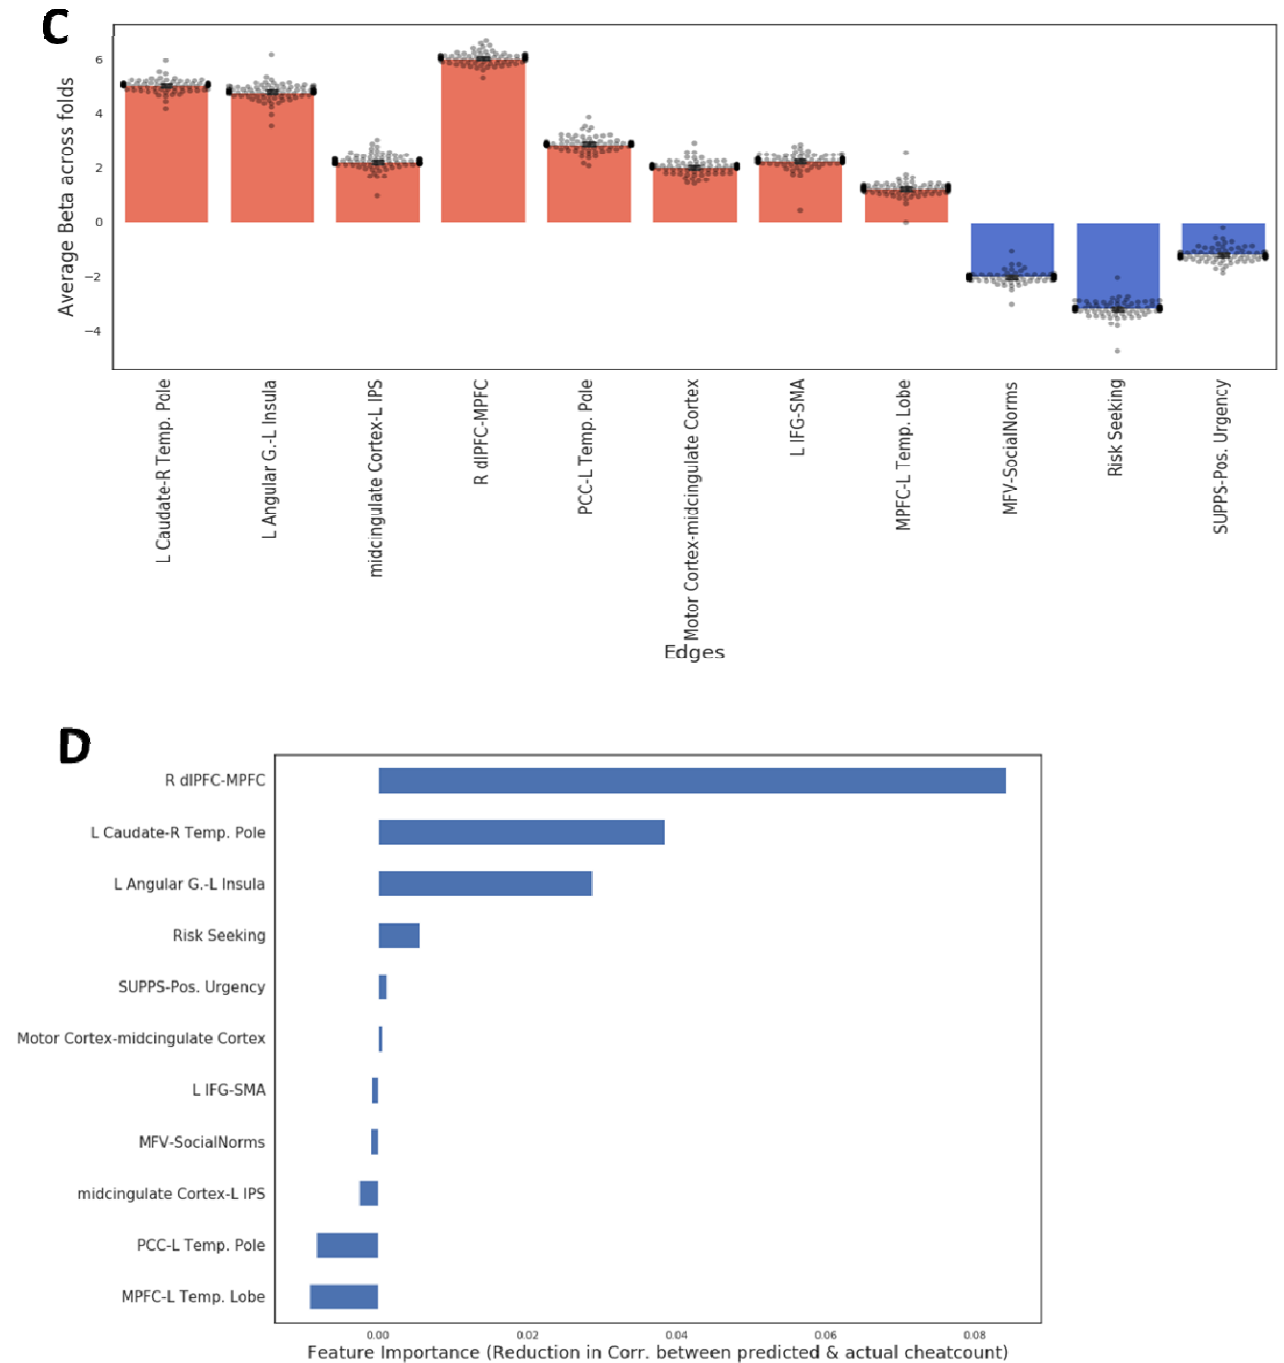 C
Average Beta across folds
6
4
2
0
−2
−4
L Caudate-R Temp. Pole
L Angular G.-L Insula
midcingulate Cortex-L IPS
R dlPFC-MPFC
PCC-L Temp. Pole
Motor Cortex-midcingulate Cortex
L IFG-SMA
MPFC-L Temp. Lobe
MFV-SocialNorms
Risk Seeking
SUPPS-Pos. Urgency
Edges
D
R dlPFC-MPFC
L Caudate-R Temp. Pole
L Angular G.-L Insula
Risk Seeking
SUPPS-Pos. Urgency
Motor Cortex-midcingulate Cortex
L IFG-SMA
MFV-SocialNorms
midcingulate Cortex-L IPS
PCC-L Temp. Pole
MPFC-L Temp. Lobe
0.00 0.02 0.04 0.06 0.08
Feature Importance (Reduction in Corr. between predicted & actual cheatcount)